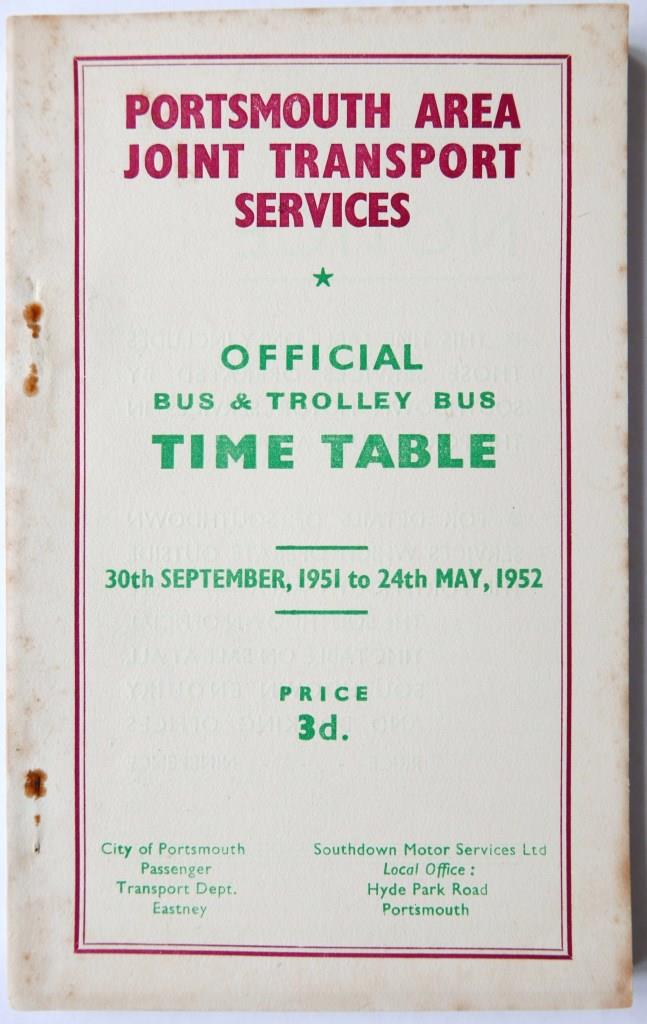 PORTSMOUTH AREA
JOINT TRANSPORT
SERVICES
★
OFFICIAL
BUS & TROLLEY BUS
TIME TABLE
30th SEPTEMBER, 1951 to 24th MAY, 1952
PRICE
3d.
City of Portsmouth
Passenger
Transport Dept.
Eastney
Southdown Motor Services Ltd
Local Office :
Hyde Park Road
Portsmouth